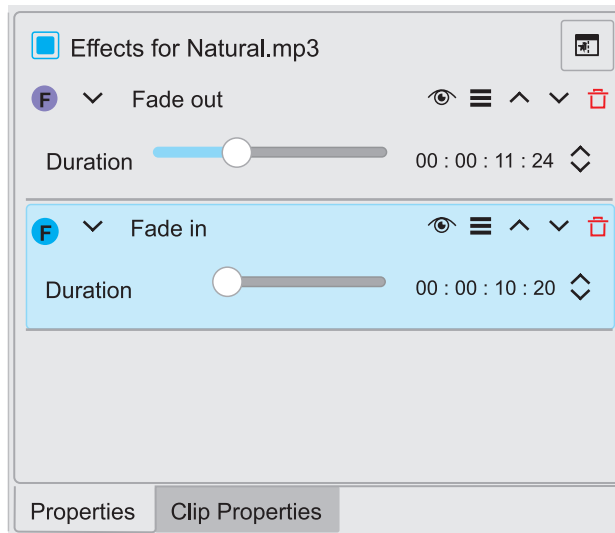 Effects for Natural.mp3
F Fade out
Duration 00 : 00 : 11 : 24
F Fade in
Duration 00 : 00 : 10 : 20
Properties Clip Properties